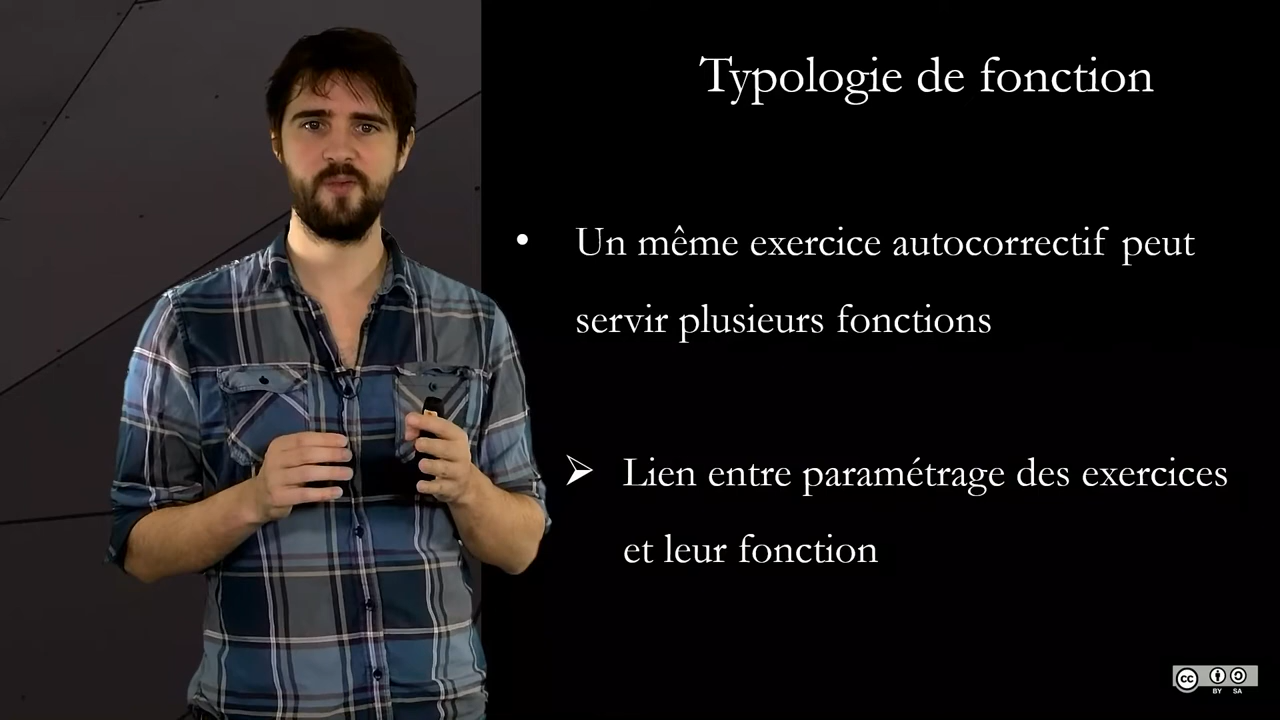 Typologie de fonction
• Un même exercice autocorrectif peut
servir plusieurs fonctions
➢ Lien entre paramétrage des exercices
et leur fonction
cc
BY SA